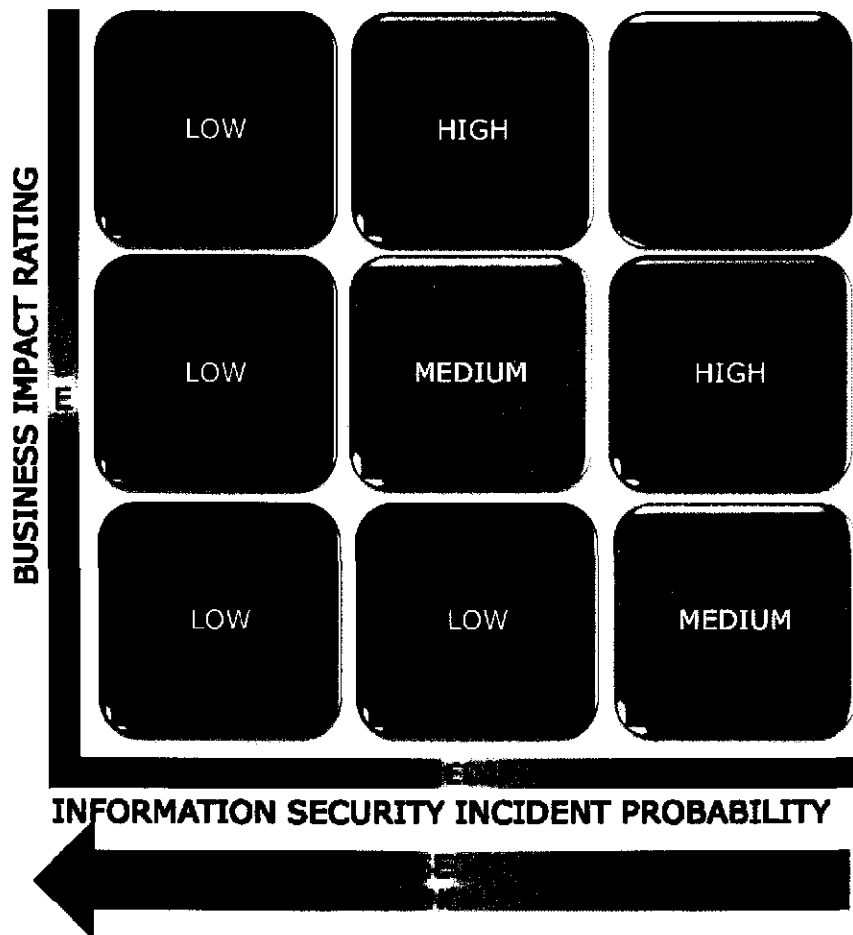 BUSINESS IMPACT RATING
LOW
HIGH
LOW
MEDIUM
HIGH
LOW
LOW
MEDIUM
INFORMATION SECURITY INCIDENT PROBABILITY